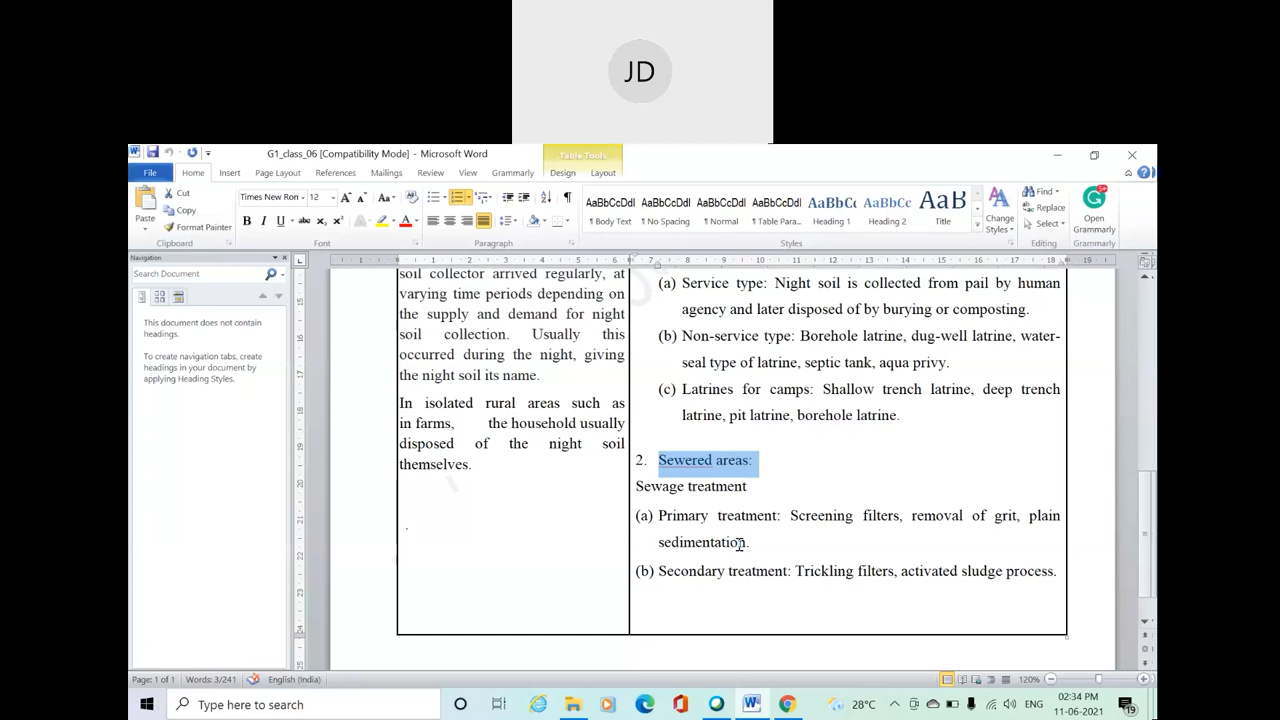 JD
G1_class_06 [Compatibility Mode] - Microsoft Word
Table Tools
File Home Insert Page Layout References Mailings Review View Grammarly Design Layout
Paste
Cut
Copy
Format Painter
Clipboard
Times New Ron 12
Font
Paragraph
AaBbCcDdl AaBbCcDdl AaBbCcDdl AaBbCcDdl AaBbCc AaBbCc AaB
¶ Body Text ¶ No Spacing ¶ Normal ¶ Table Para... Heading 1 Heading 2 Title
Change
Styles
Styles
Find
Replace
Select
Editing
Open
Grammarly
Grammarly
Navigation
Search Document
This document does not contain
headings.
To create navigation tabs, create
headings in your document by
applying Heading Styles.
soil collector arrived regularly, at
varying time periods depending on
the supply and demand for night
soil collection. Usually this
occurred during the night, giving
the night soil its name.
In isolated rural areas such as
in farms, the household usually
disposed of the night soil
themselves.
(a) Service type: Night soil is collected from pail by human
agency and later disposed of by burying or composting.
(b) Non-service type: Borehole latrine, dug-well latrine, water-
seal type of latrine, septic tank, aqua privy.
(c) Latrines for camps: Shallow trench latrine, deep trench
latrine, pit latrine, borehole latrine.
2. Sewered areas:
Sewage treatment
(a) Primary treatment: Screening filters, removal of grit, plain
sedimentation.
(b) Secondary treatment: Trickling filters, activated sludge process.
Page: 1 of 1 Words: 3/241 English (India) 120%
Type here to search
28°C ENG
02:34 PM
11-06-2021
19